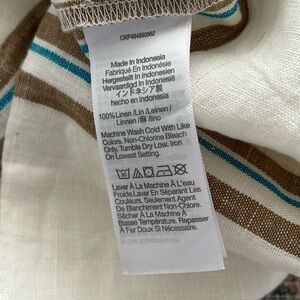 CKP484890962
Made In Indonesia
Fabriqué En Indonésie
Hergestellt In Indonesien
Vervaardigd In Indonesië
インドネシア製
hecho en indonesia
100% Linen / Lin /Leinen /
Linnen / 麻 /lino
Machine Wash Cold With Like
Colors. Non-Chlorine Bleach
Only. Tumble Dry Low. Iron
On Lowest Setting.
Laver À La Machine À L'eau
Froide.Laver En Séparant Les
Couleurs. Seulement Agent
De Blanchiment Non-Chlore.
Sécher À La Machine À
Basse Température. Repasser
À Fer Doux Si Nécessaire.